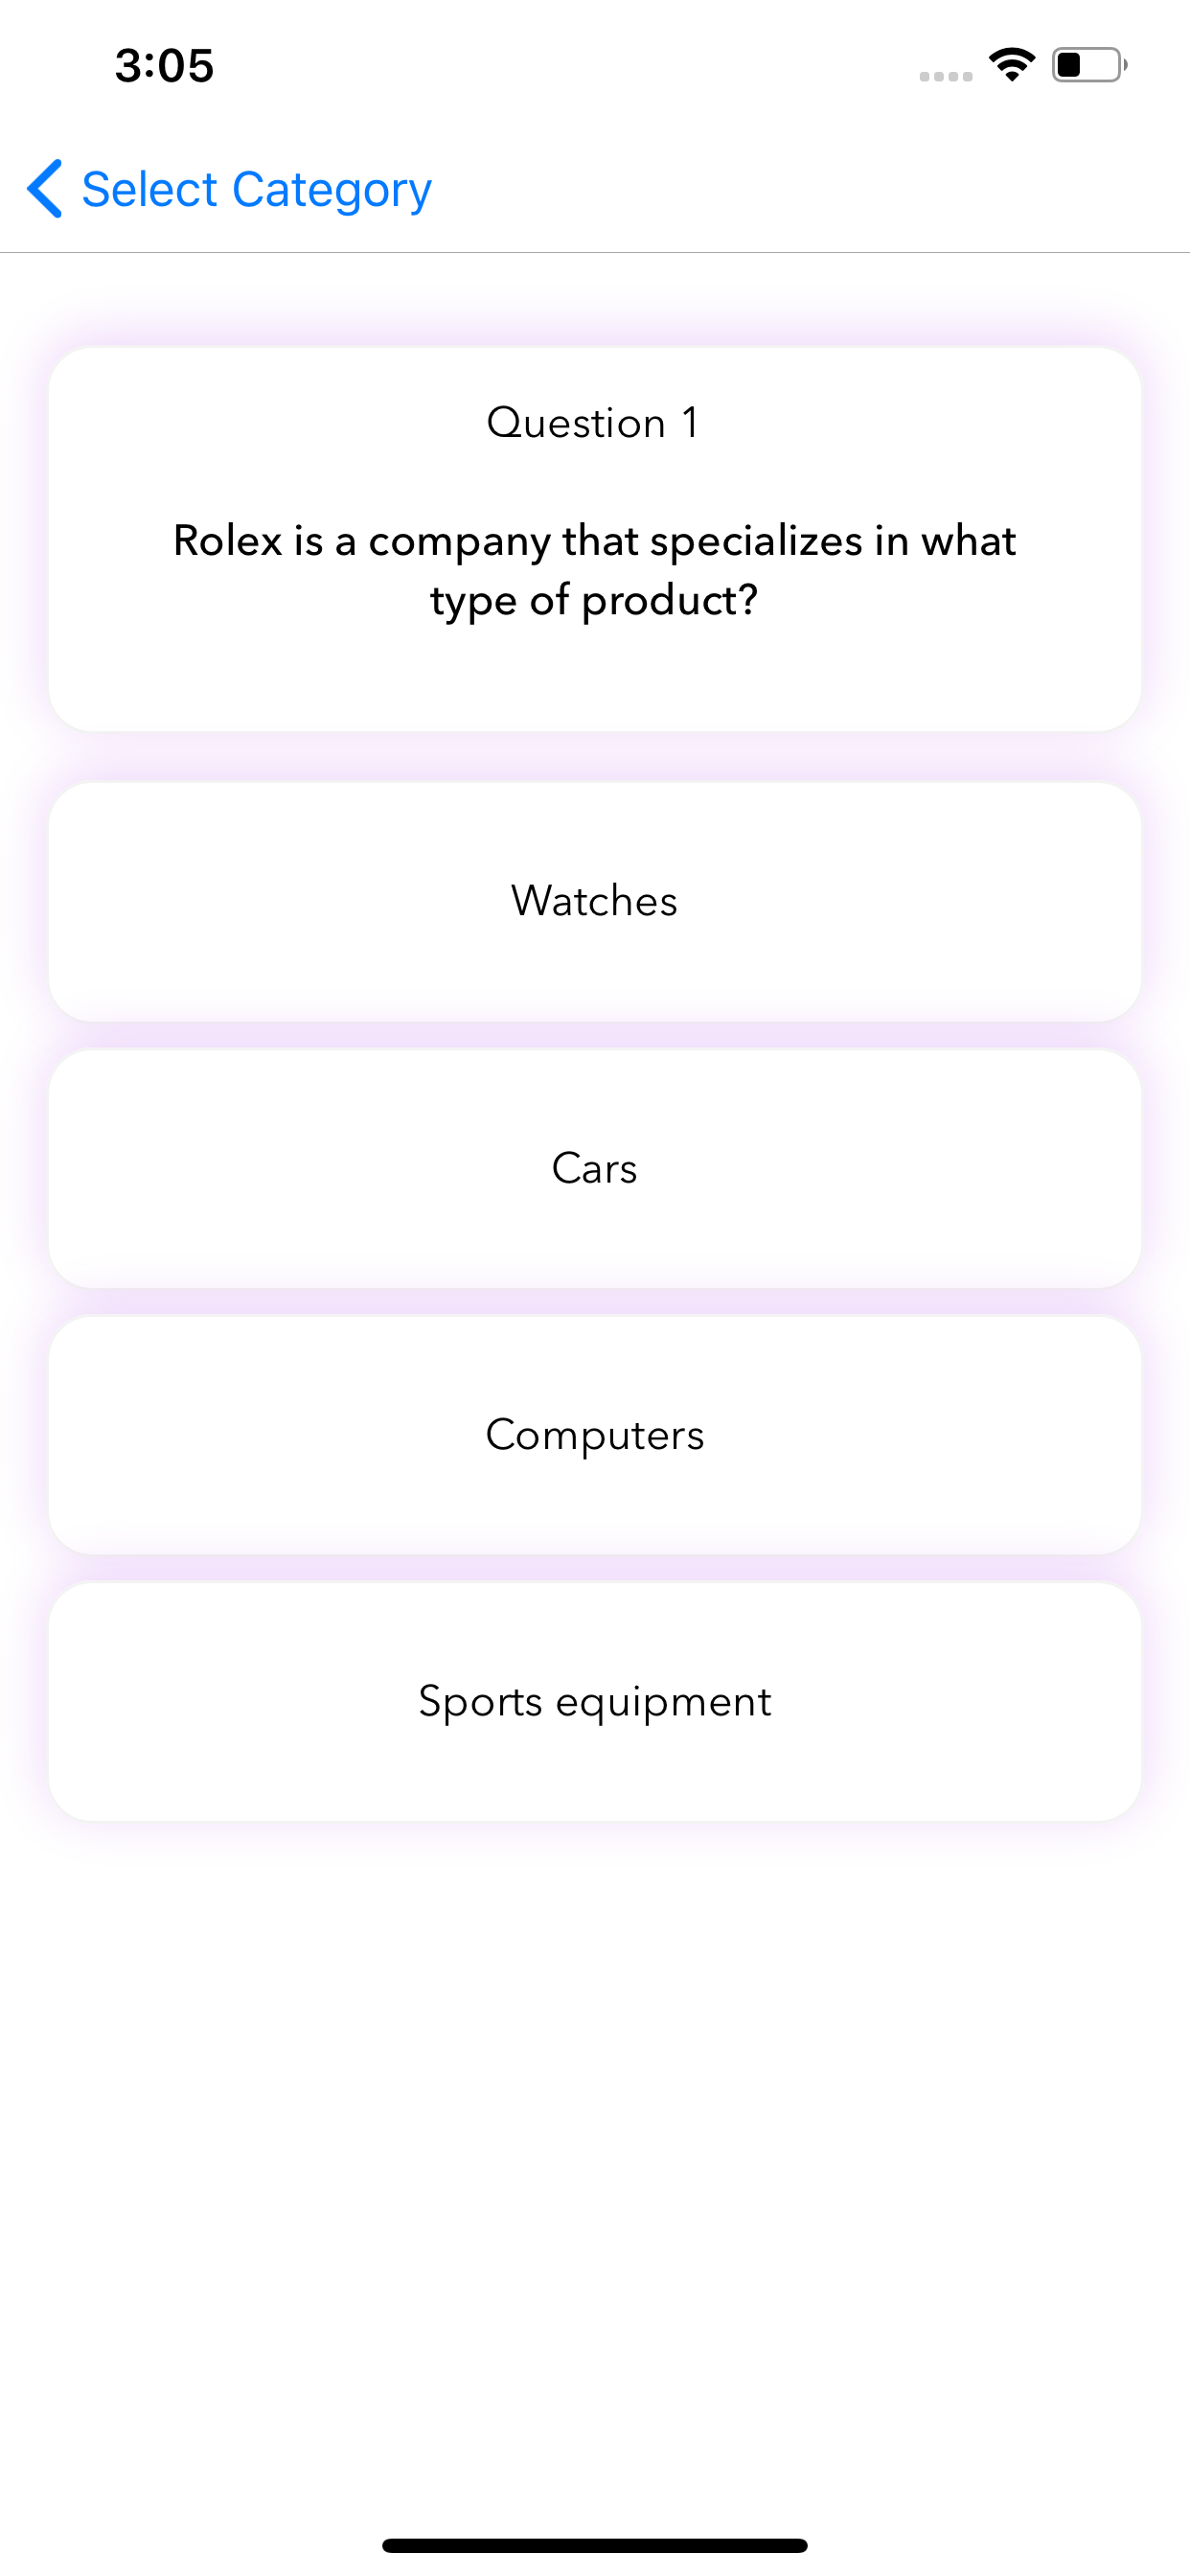 3:05
Select Category
Question 1
Rolex is a company that specializes in what
type of product?
Watches
Cars
Computers
Sports equipment